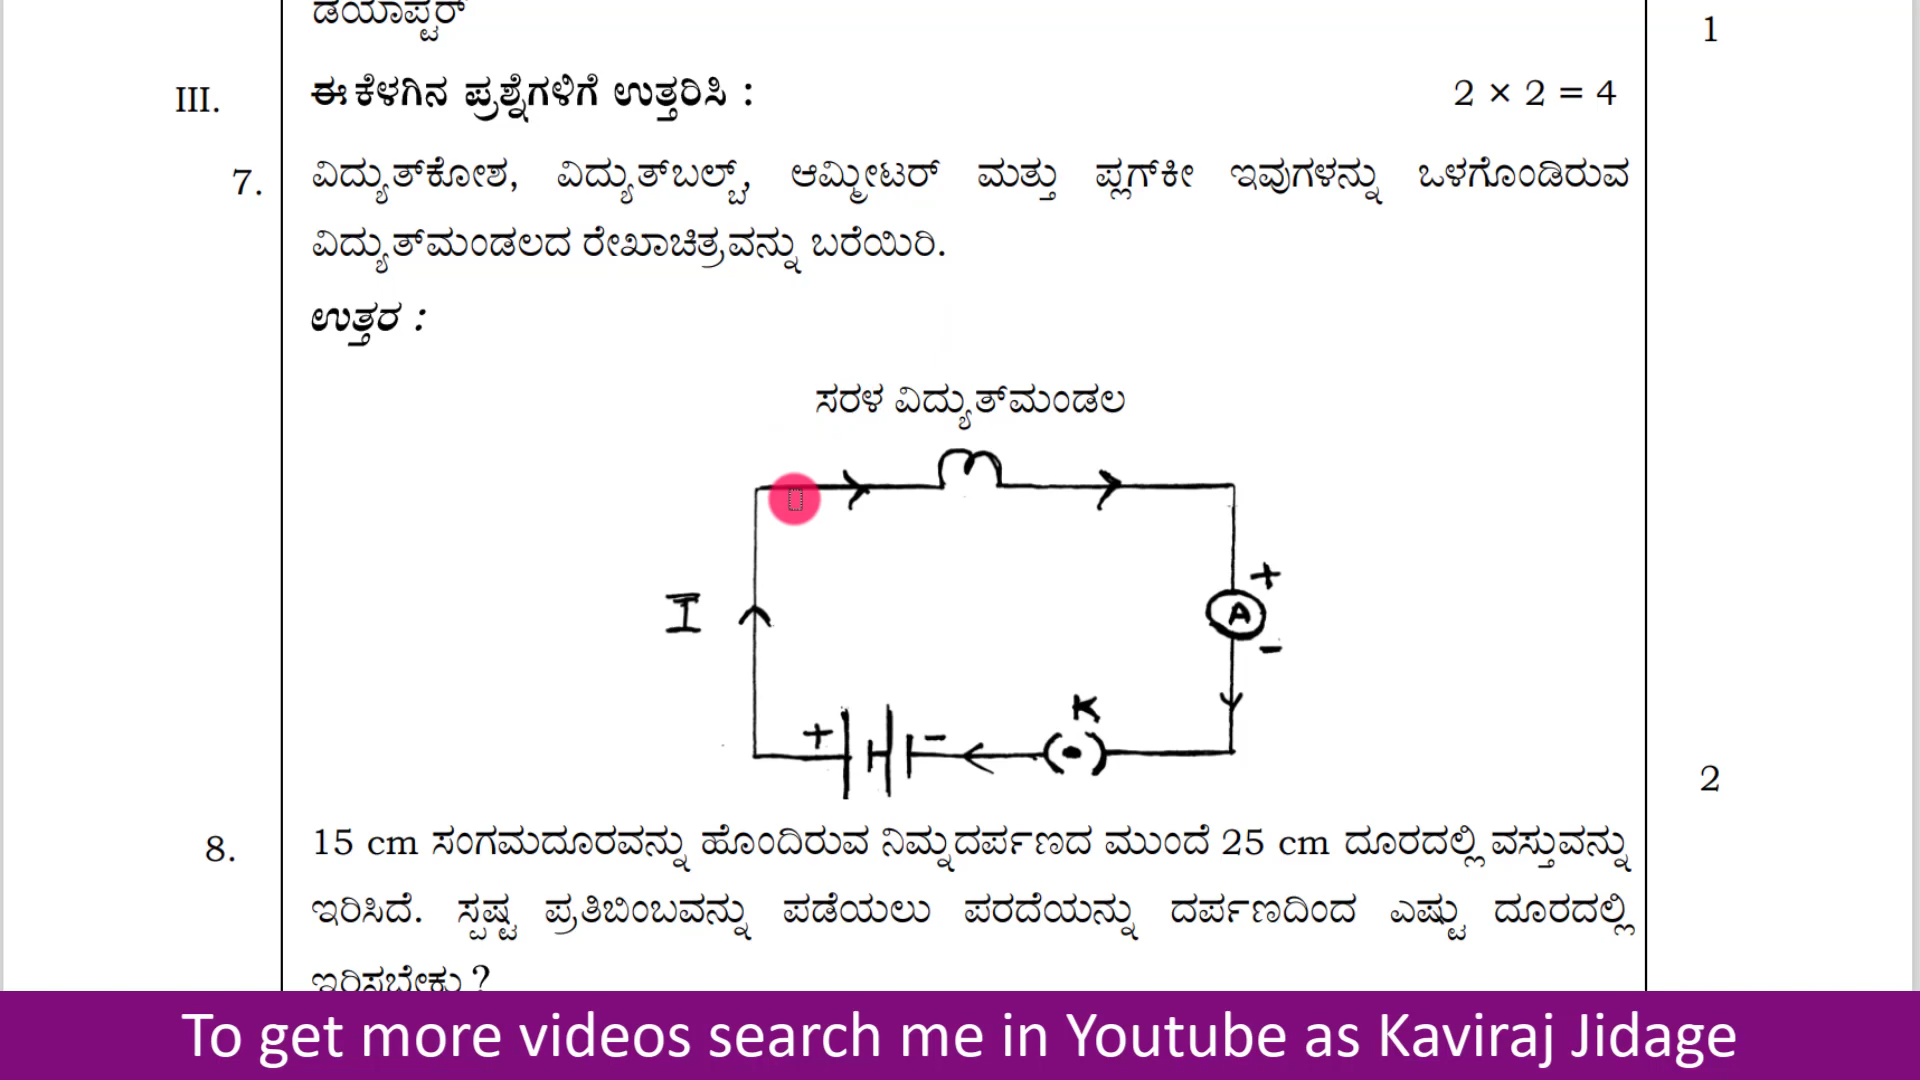 ಡಯಾಪ್ಟರ್
1
III. ಈ ಕೆಳಗಿನ ಪ್ರಶ್ನೆಗಳಿಗೆ ಉತ್ತರಿಸಿ : 2 × 2 = 4
7. ವಿದ್ಯುತ್‌ಕೋಶ, ವಿದ್ಯುತ್‌ಬಲ್ಬ್, ಆಮ್ಮೀಟರ್ ಮತ್ತು ಪ್ಲಗ್‌ಕೀ ಇವುಗಳನ್ನು ಒಳಗೊಂಡಿರುವ
ವಿದ್ಯುತ್‌ಮಂಡಲದ ರೇಖಾಚಿತ್ರವನ್ನು ಬರೆಯಿರಿ.
ಉತ್ತರ :
ಸರಳ ವಿದ್ಯುತ್‌ಮಂಡಲ
+
I
A
-
K
+ -
2
8. 15 cm ಸಂಗಮದೂರವನ್ನು ಹೊಂದಿರುವ ನಿಮ್ನದರ್ಪಣದ ಮುಂದೆ 25 cm ದೂರದಲ್ಲಿ ವಸ್ತುವನ್ನು
ಇರಿಸಿದೆ. ಸ್ಪಷ್ಟ ಪ್ರತಿಬಿಂಬವನ್ನು ಪಡೆಯಲು ಪರದೆಯನ್ನು ದರ್ಪಣದಿಂದ ಎಷ್ಟು ದೂರದಲ್ಲಿ
ಇರಿಸಬೇಕು ?
To get more videos search me in Youtube as Kaviraj Jidage